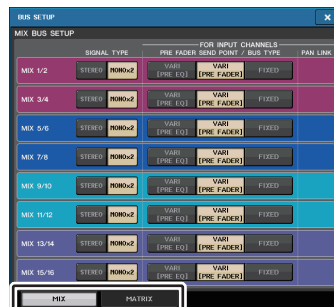 BUS SETUP
MIX BUS SETUP
FOR INPUT CHANNELS
SIGNAL TYPE PRE FADER SEND POINT / BUS TYPE PAN LINK
MIX 1/2 STEREO MONOx2 VARI [PRE EQ] VARI [PRE FADER] FIXED
MIX 3/4 STEREO MONOx2 VARI [PRE EQ] VARI [PRE FADER] FIXED
MIX 5/6 STEREO MONOx2 VARI [PRE EQ] VARI [PRE FADER] FIXED
MIX 7/8 STEREO MONOx2 VARI [PRE EQ] VARI [PRE FADER] FIXED
MIX 9/10 STEREO MONOx2 VARI [PRE EQ] VARI [PRE FADER] FIXED
MIX 11/12 STEREO MONOx2 VARI [PRE EQ] VARI [PRE FADER] FIXED
MIX 13/14 STEREO MONOx2 VARI [PRE EQ] VARI [PRE FADER] FIXED
MIX 15/16 STEREO MONOx2 VARI [PRE EQ] VARI [PRE FADER] FIXED
MIX MATRIX